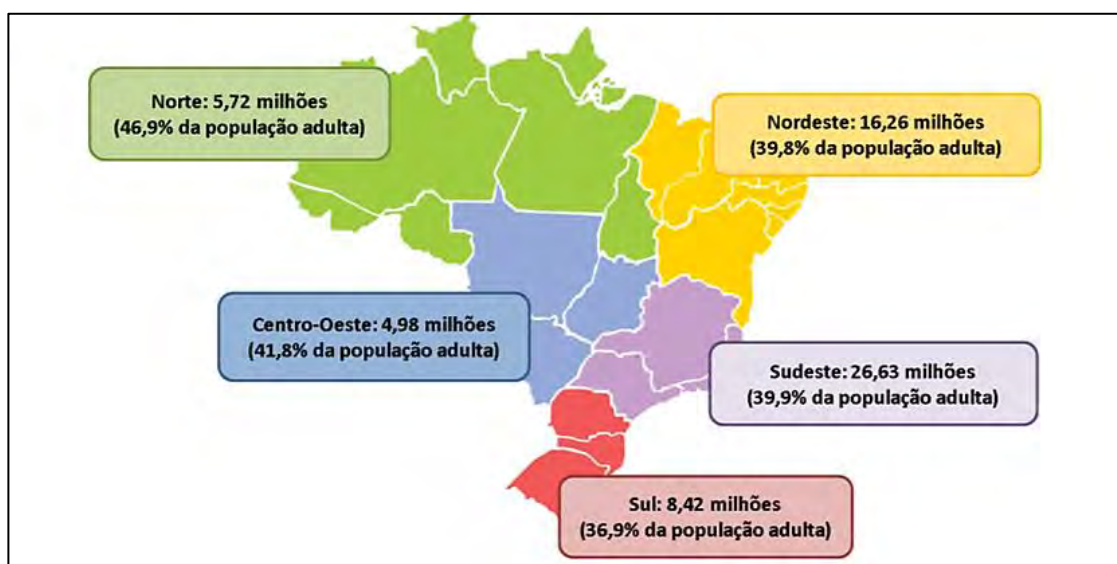 Norte: 5,72 milhões
(46,9% da população adulta)
Nordeste: 16,26 milhões
(39,8% da população adulta)
Centro-Oeste: 4,98 milhões
(41,8% da população adulta)
Sudeste: 26,63 milhões
(39,9% da população adulta)
Sul: 8,42 milhões
(36,9% da população adulta)